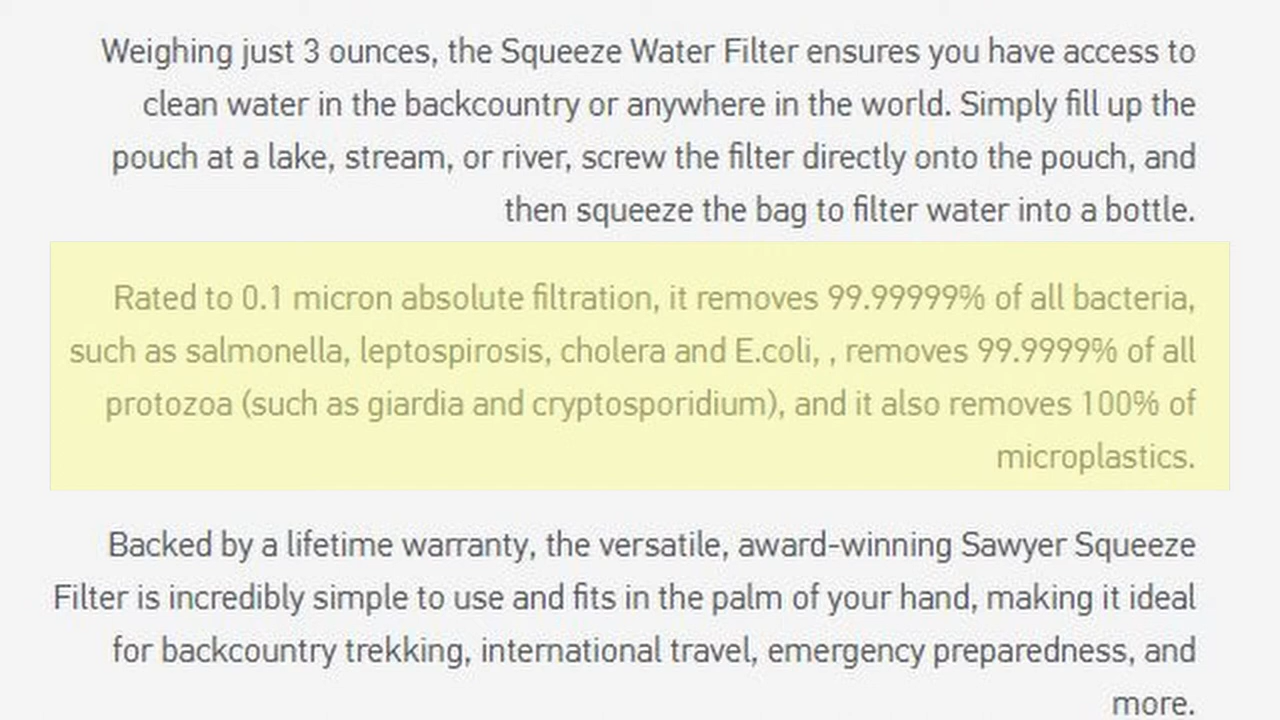 Weighing just 3 ounces, the Squeeze Water Filter ensures you have access to
clean water in the backcountry or anywhere in the world. Simply fill up the
pouch at a lake, stream, or river, screw the filter directly onto the pouch, and
then squeeze the bag to filter water into a bottle.
Rated to 0.1 micron absolute filtration, it removes 99.99999% of all bacteria,
such as salmonella, leptospirosis, cholera and E.coli, , removes 99.9999% of all
protozoa (such as giardia and cryptosporidium), and it also removes 100% of
microplastics.
Backed by a lifetime warranty, the versatile, award-winning Sawyer Squeeze
Filter is incredibly simple to use and fits in the palm of your hand, making it ideal
for backcountry trekking, international travel, emergency preparedness, and
more.